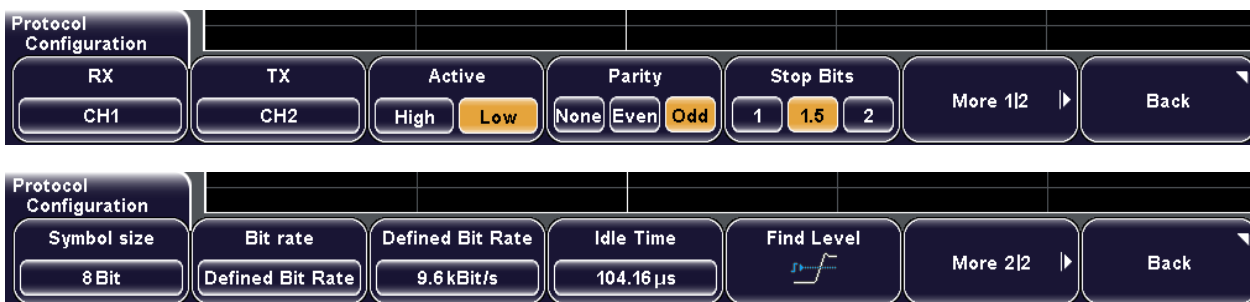 Protocol
Configuration
RX TX Active Parity Stop Bits More 1|2 Back
CH1 CH2 High Low None Even Odd 1 1.5 2
Protocol
Configuration
Symbol size Bit rate Defined Bit Rate Idle Time Find Level More 2|2 Back
8 Bit Defined Bit Rate 9.6 kBit/s 104.16 µs